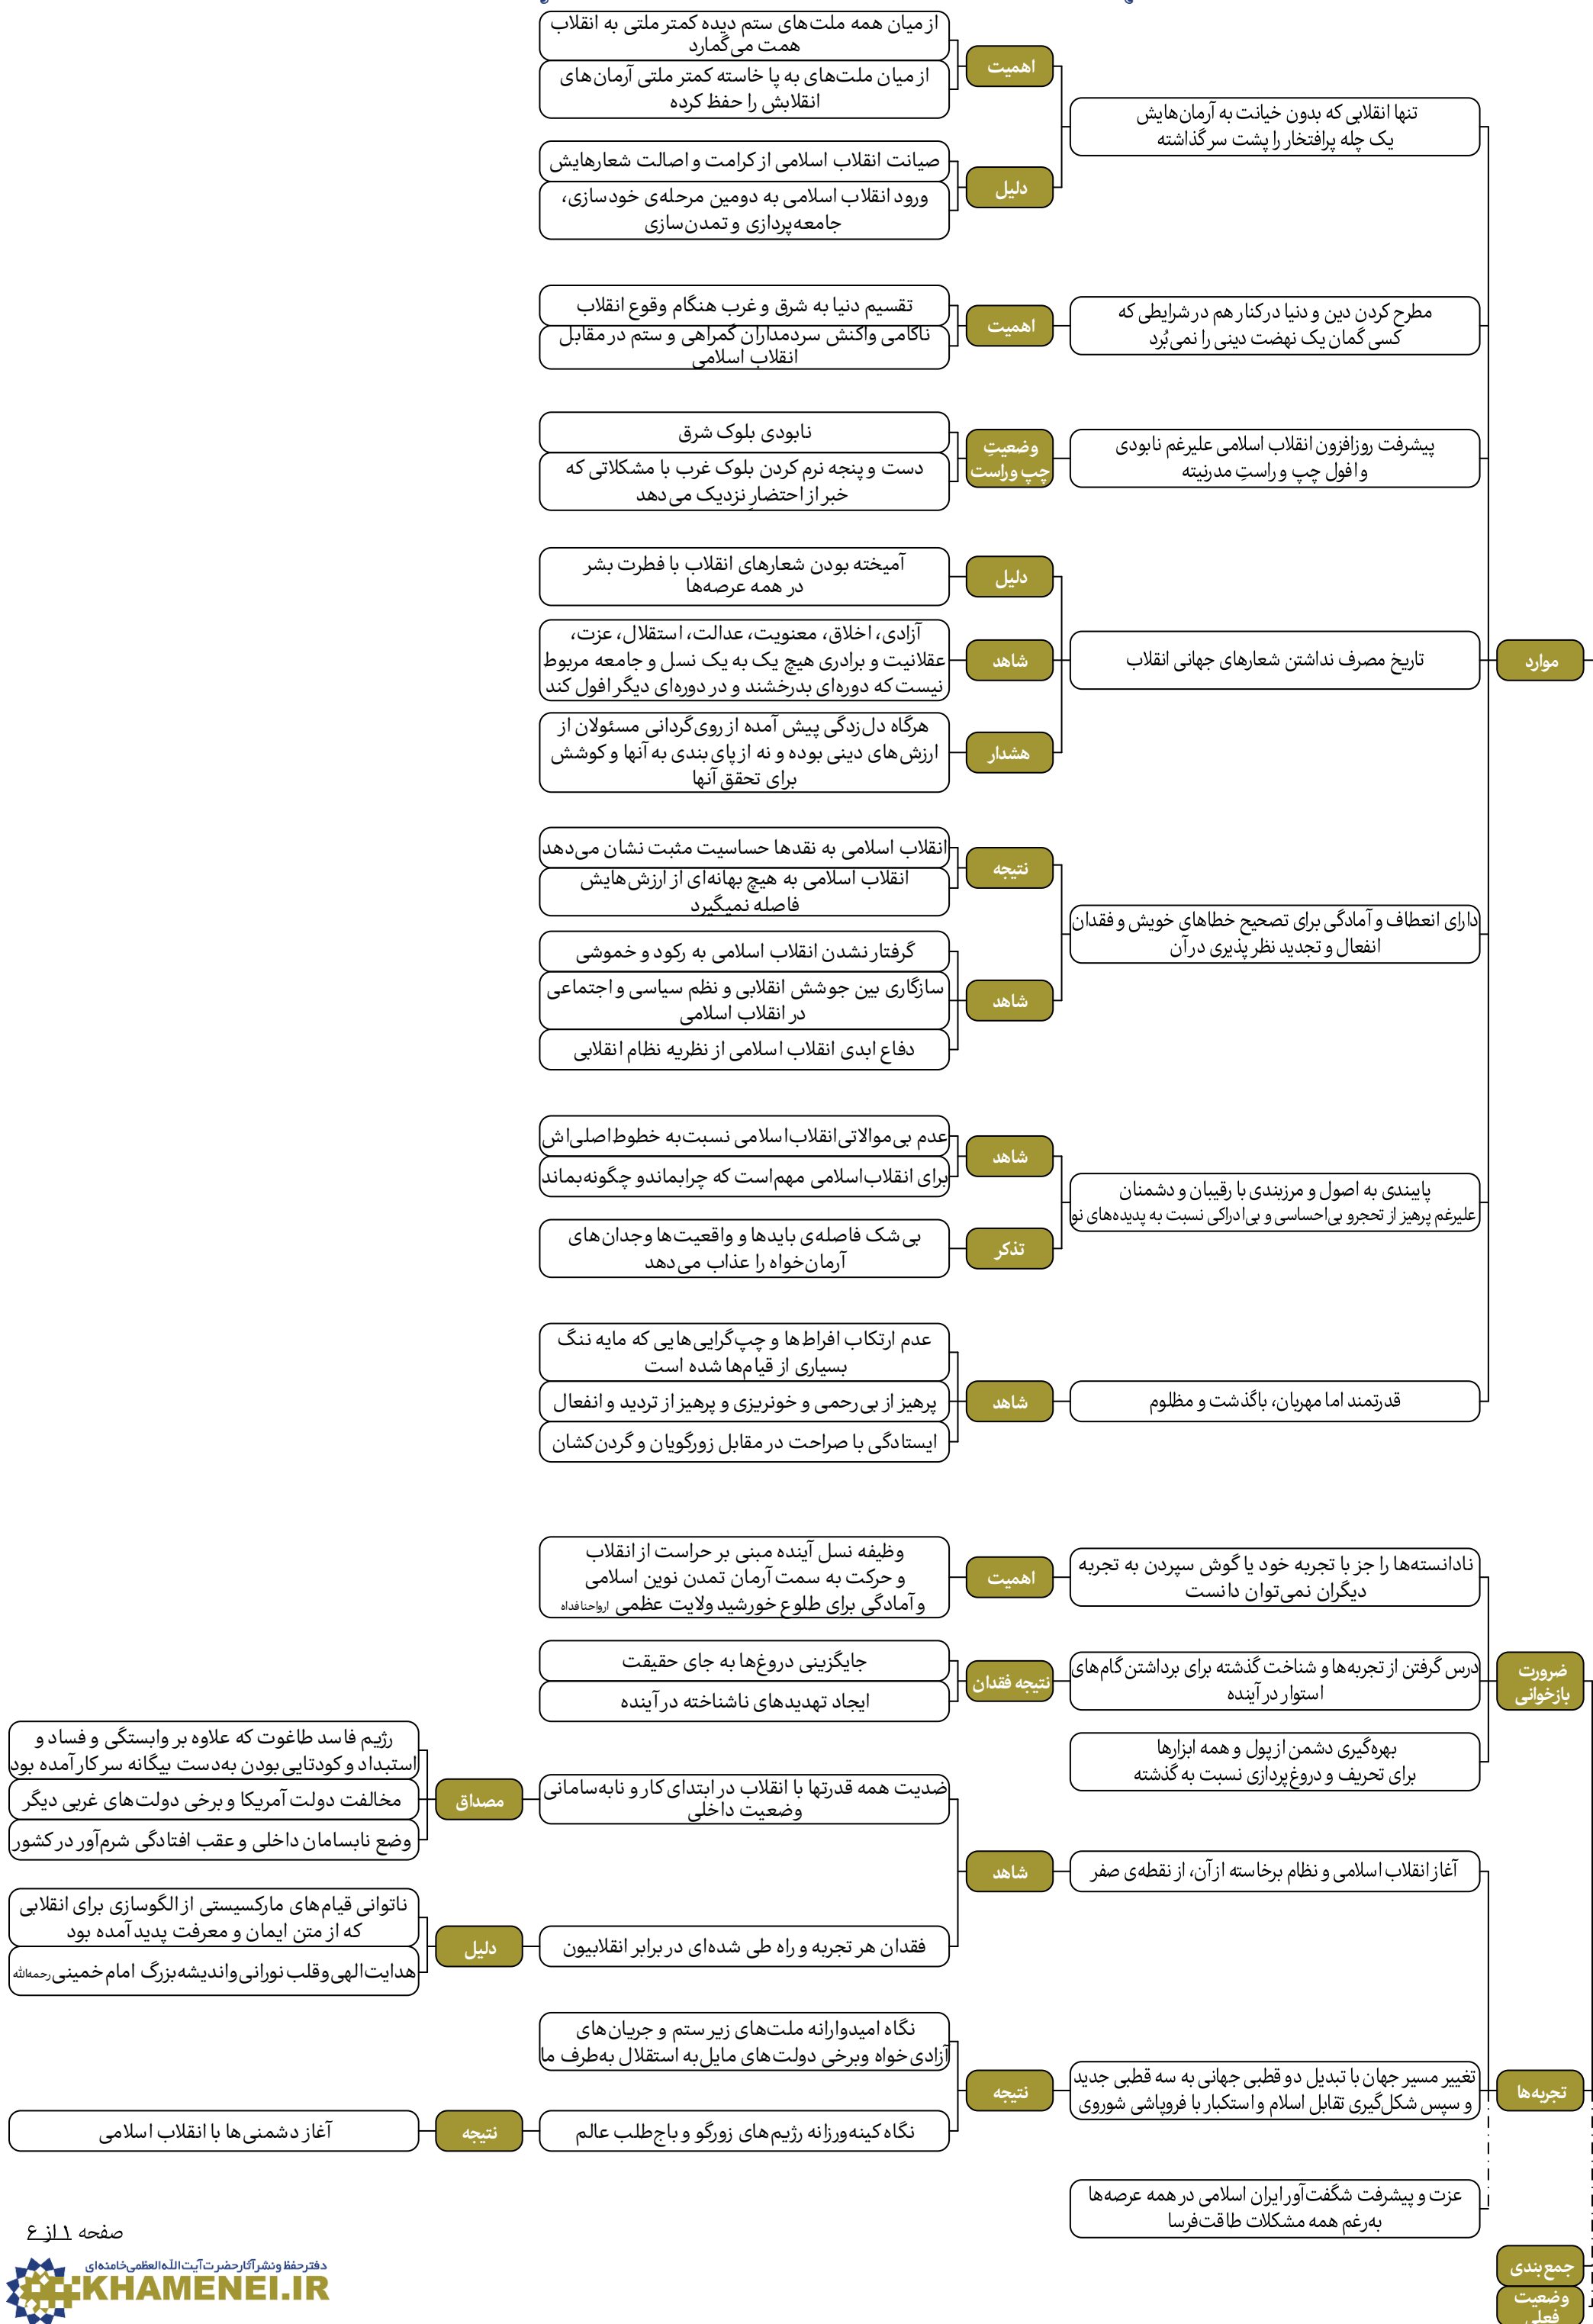 موارد
تنها انقلابی که بدون خیانت به آرمان‌هایش
یک چله پرافتخار را پشت سر گذاشته
اهمیت
از میان همه ملت‌های ستم دیده کمتر ملتی به انقلاب
همت می‌گمارد
از میان ملت‌های به پا خاسته کمتر ملتی آرمان‌های
انقلابش را حفظ کرده
دلیل
صیانت انقلاب اسلامی از کرامت و اصالت شعارهایش
ورود انقلاب اسلامی به دومین مرحله‌ی خودسازی،
جامعه‌پردازی و تمدن‌سازی
مطرح کردن دین و دنیا در کنار هم در شرایطی که
کسی گمان یک نهضت دینی را نمی‌بُرد
اهمیت
تقسیم دنیا به شرق و غرب هنگام وقوع انقلاب
ناکامی واکنش سردمداران گمراهی و ستم در مقابل
انقلاب اسلامی
پیشرفت روزافزون انقلاب اسلامی علیرغم نابودی
و افول چپ و راستِ مدرنیته
وضعیتِ
چپ و راست
نابودی بلوک شرق
دست و پنجه نرم کردن بلوک غرب با مشکلاتی که
خبر از احتضارِ نزدیک می‌دهد
تاریخ مصرف نداشتن شعارهای جهانی انقلاب
دلیل
آمیخته بودن شعارهای انقلاب با فطرت بشر
در همه عرصه‌ها
شاهد
آزادی، اخلاق، معنویت، عدالت، استقلال، عزت،
عقلانیت و برادری هیچ یک به یک نسل و جامعه مربوط
نیست که دوره‌ای بدرخشند و در دوره‌ای دیگر افول کند
هشدار
هرگاه دل‌زدگی پیش آمده از روی‌گردانی مسئولان از
ارزش‌های دینی بوده و نه از پای‌بندی به آنها و کوشش
برای تحقق آنها
دارای انعطاف و آمادگی برای تصحیح خطاهای خویش و فقدان
انفعال و تجدید نظر پذیری در آن
نتیجه
انقلاب اسلامی به نقدها حساسیت مثبت نشان می‌دهد
انقلاب اسلامی به هیچ بهانه‌ای از ارزش‌هایش
فاصله نمیگیرد
شاهد
گرفتار نشدن انقلاب اسلامی به رکود و خموشی
سازگاری بین جوشش انقلابی و نظم سیاسی و اجتماعی
در انقلاب اسلامی
دفاع ابدی انقلاب اسلامی از نظریه نظام انقلابی
پایبندی به اصول و مرزبندی با رقیبان و دشمنان
علیرغم پرهیز از تحجرو بی‌احساسی و بی‌ادراکی نسبت به پدیده‌های نو
شاهد
عدم بی‌موالاتی انقلاب اسلامی نسبت به خطوط اصلی‌اش
برای انقلاب اسلامی مهم است که چرا بماند و چگونه بماند
تذکر
بی‌شک فاصله‌ی بایدها و واقعیت‌ها وجدان‌های
آرمان‌خواه را عذاب می‌دهد
قدرتمند اما مهربان، باگذشت و مظلوم
شاهد
عدم ارتکاب افراط‌ها و چپ‌گرایی‌هایی که مایه ننگ
بسیاری از قیام‌ها شده است
پرهیز از بی‌رحمی و خونریزی و پرهیز از تردید و انفعال
ایستادگی با صراحت در مقابل زورگویان و گردن‌کشان
ضرورت
بازخوانی
نادانسته‌ها را جز با تجربه خود یا گوش سپردن به تجربه
دیگران نمی‌توان دانست
اهمیت
وظیفه نسل آینده مبنی بر حراست از انقلاب
و حرکت به سمت آرمان تمدن نوین اسلامی
و آمادگی برای طلوع خورشید ولایت عظمی ارواحنافداه
درس گرفتن از تجربه‌ها و شناخت گذشته برای برداشتن گام‌های
استوار در آینده
نتیجه فقدان
جایگزینی دروغ‌ها به جای حقیقت
ایجاد تهدیدهای ناشناخته در آینده
بهره‌گیری دشمن از پول و همه ابزارها
برای تحریف و دروغ‌پردازی نسبت به گذشته
تجربه‌ها
آغاز انقلاب اسلامی و نظام برخاسته از آن، از نقطه‌ی صفر
شاهد
ضدیت همه قدرتها با انقلاب در ابتدای کار و نابه‌سامانی
وضعیت داخلی
مصداق
رژیم فاسد طاغوت که علاوه بر وابستگی و فساد و
استبداد و کودتایی بودن به‌دست بیگانه سر کار آمده بود
مخالفت دولت آمریکا و برخی دولت‌های غربی دیگر
وضع نابسامان داخلی و عقب افتادگی شرم‌آور در کشور
فقدان هر تجربه و راه طی شده‌ای در برابر انقلابیون
دلیل
ناتوانی قیام‌های مارکسیستی از الگوسازی برای انقلابی
که از متن ایمان و معرفت پدید آمده بود
هدایت الهی و قلب نورانی و اندیشه بزرگ امام خمینی رحمه‌الله
تغییر مسیر جهان با تبدیل دو قطبی جهانی به سه قطبی جدید
و سپس شکل‌گیری تقابل اسلام و استکبار با فروپاشی شوروی
نتیجه
نگاه امیدوارانه ملت‌های زیر ستم و جریان‌های
آزادی‌خواه وبرخی دولت‌های مایل به استقلال به‌طرف ما
نگاه کینه‌ورزانه رژیم‌های زورگو و باج‌طلب عالم
نتیجه
آغاز دشمنی‌ها با انقلاب اسلامی
عزت و پیشرفت شگفت‌آور ایران اسلامی در همه عرصه‌ها
به‌رغم همه مشکلات طاقت‌فرسا
جمع‌بندی
وضعیت
فعلی
صفحه ۱ از ۶
دفتر حفظ و نشر آثار حضرت آیت‌الله‌العظمی خامنه‌ای
KHAMENEI.IR